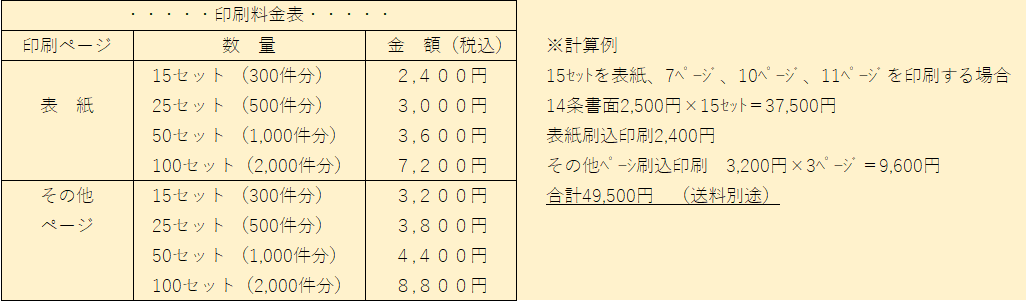 ・・・・・印刷料金表・・・・・
印刷ページ 数　量 金　額（税込）
表　紙
15セット （300件分） ２,４００円
25セット （500件分） ３,０００円
50セット （1,000件分） ３,６００円
100セット（2,000件分） ７,２００円
その他
ページ
15セット （300件分） ３,２００円
25セット （500件分） ３,８００円
50セット （1,000件分） ４,４００円
100セット（2,000件分） ８,８００円
※計算例
15ｾｯﾄを表紙、7ﾍﾟｰｼﾞ、10ﾍﾟｰｼﾞ、11ﾍﾟｰｼﾞを印刷する場合
14条書面2,500円×15ｾｯﾄ＝37,500円
表紙刷込印刷2,400円
その他ﾍﾟｰｼ刷込印刷　3,200円×3ﾍﾟｰｼﾞ＝9,600円
合計49,500円　（送料別途）